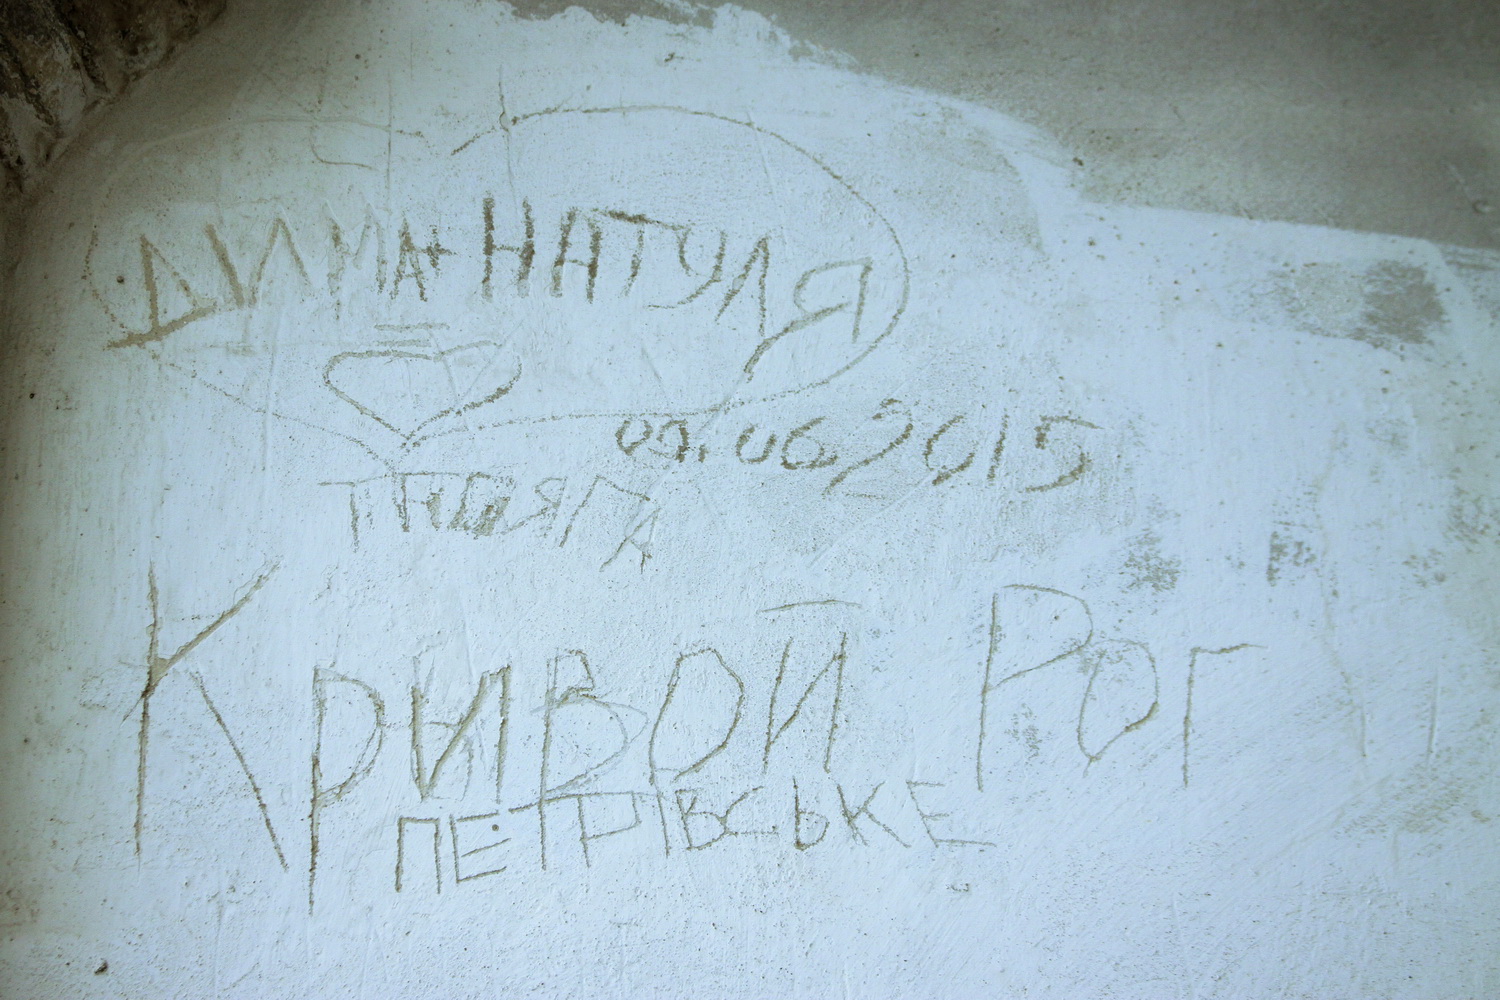 ДИМА+НАТУЛЯ
09.06.2015
КРИВОЙ РОГ
ПЕТРІВСЬКЕ